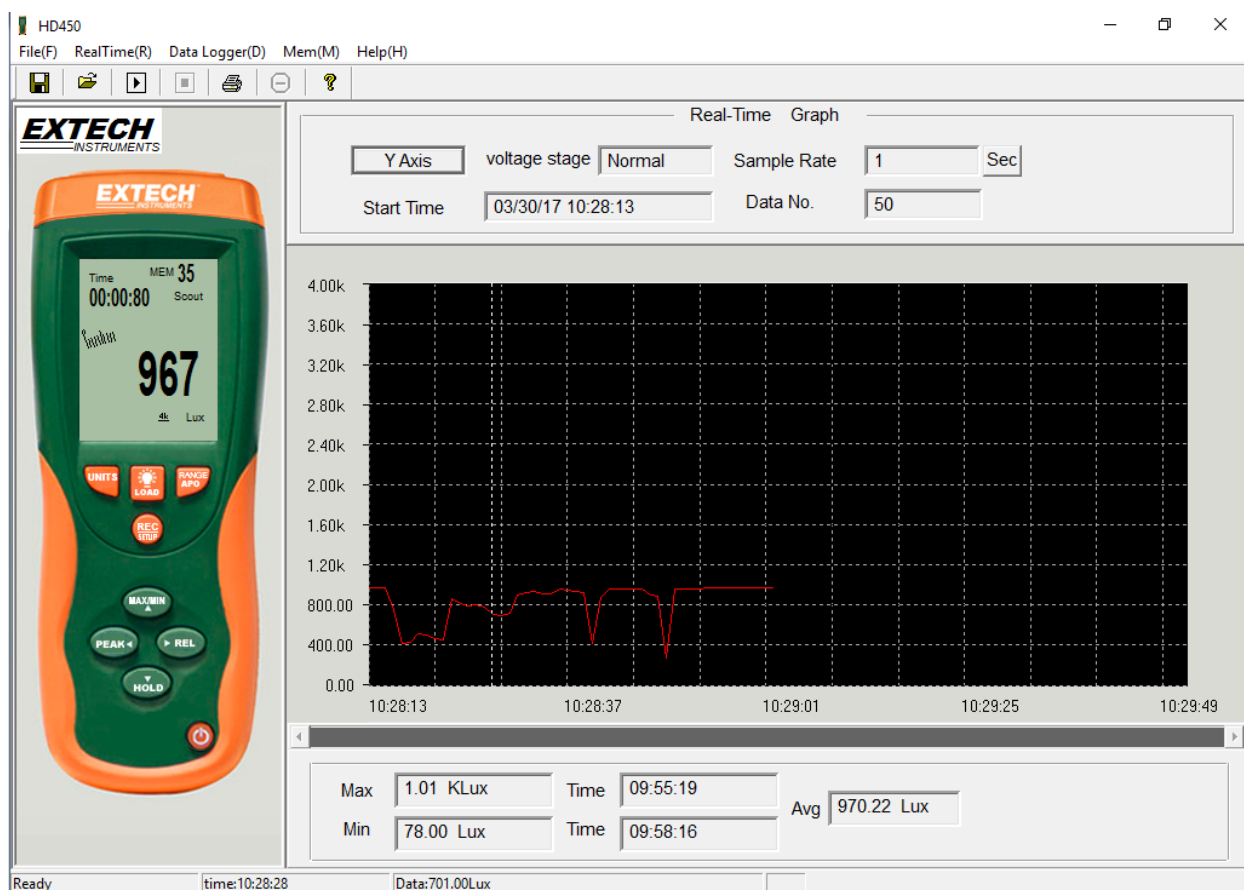 HD450
File(F) RealTime(R) Data Logger(D) Mem(M) Help(H)
EXTECH
INSTRUMENTS
EXTECH
INSTRUMENTS
Time MEM 35
00:00:80 Scout
967
4k Lux
UNITS
LOAD
RANGE
APO
REC
SETUP
MAX/MIN
PEAK
REL
HOLD
Real-Time Graph
Y Axis voltage stage Normal Sample Rate 1 Sec
Start Time 03/30/17 10:28:13 Data No. 50
4.00k
3.60k
3.20k
2.80k
2.40k
2.00k
1.60k
1.20k
800.00
400.00
0.00
10:28:13 10:28:37 10:29:01 10:29:25 10:29:49
Max 1.01 KLux Time 09:55:19
Avg 970.22 Lux
Min 78.00 Lux Time 09:58:16
Ready time:10:28:28 Data:701.00Lux